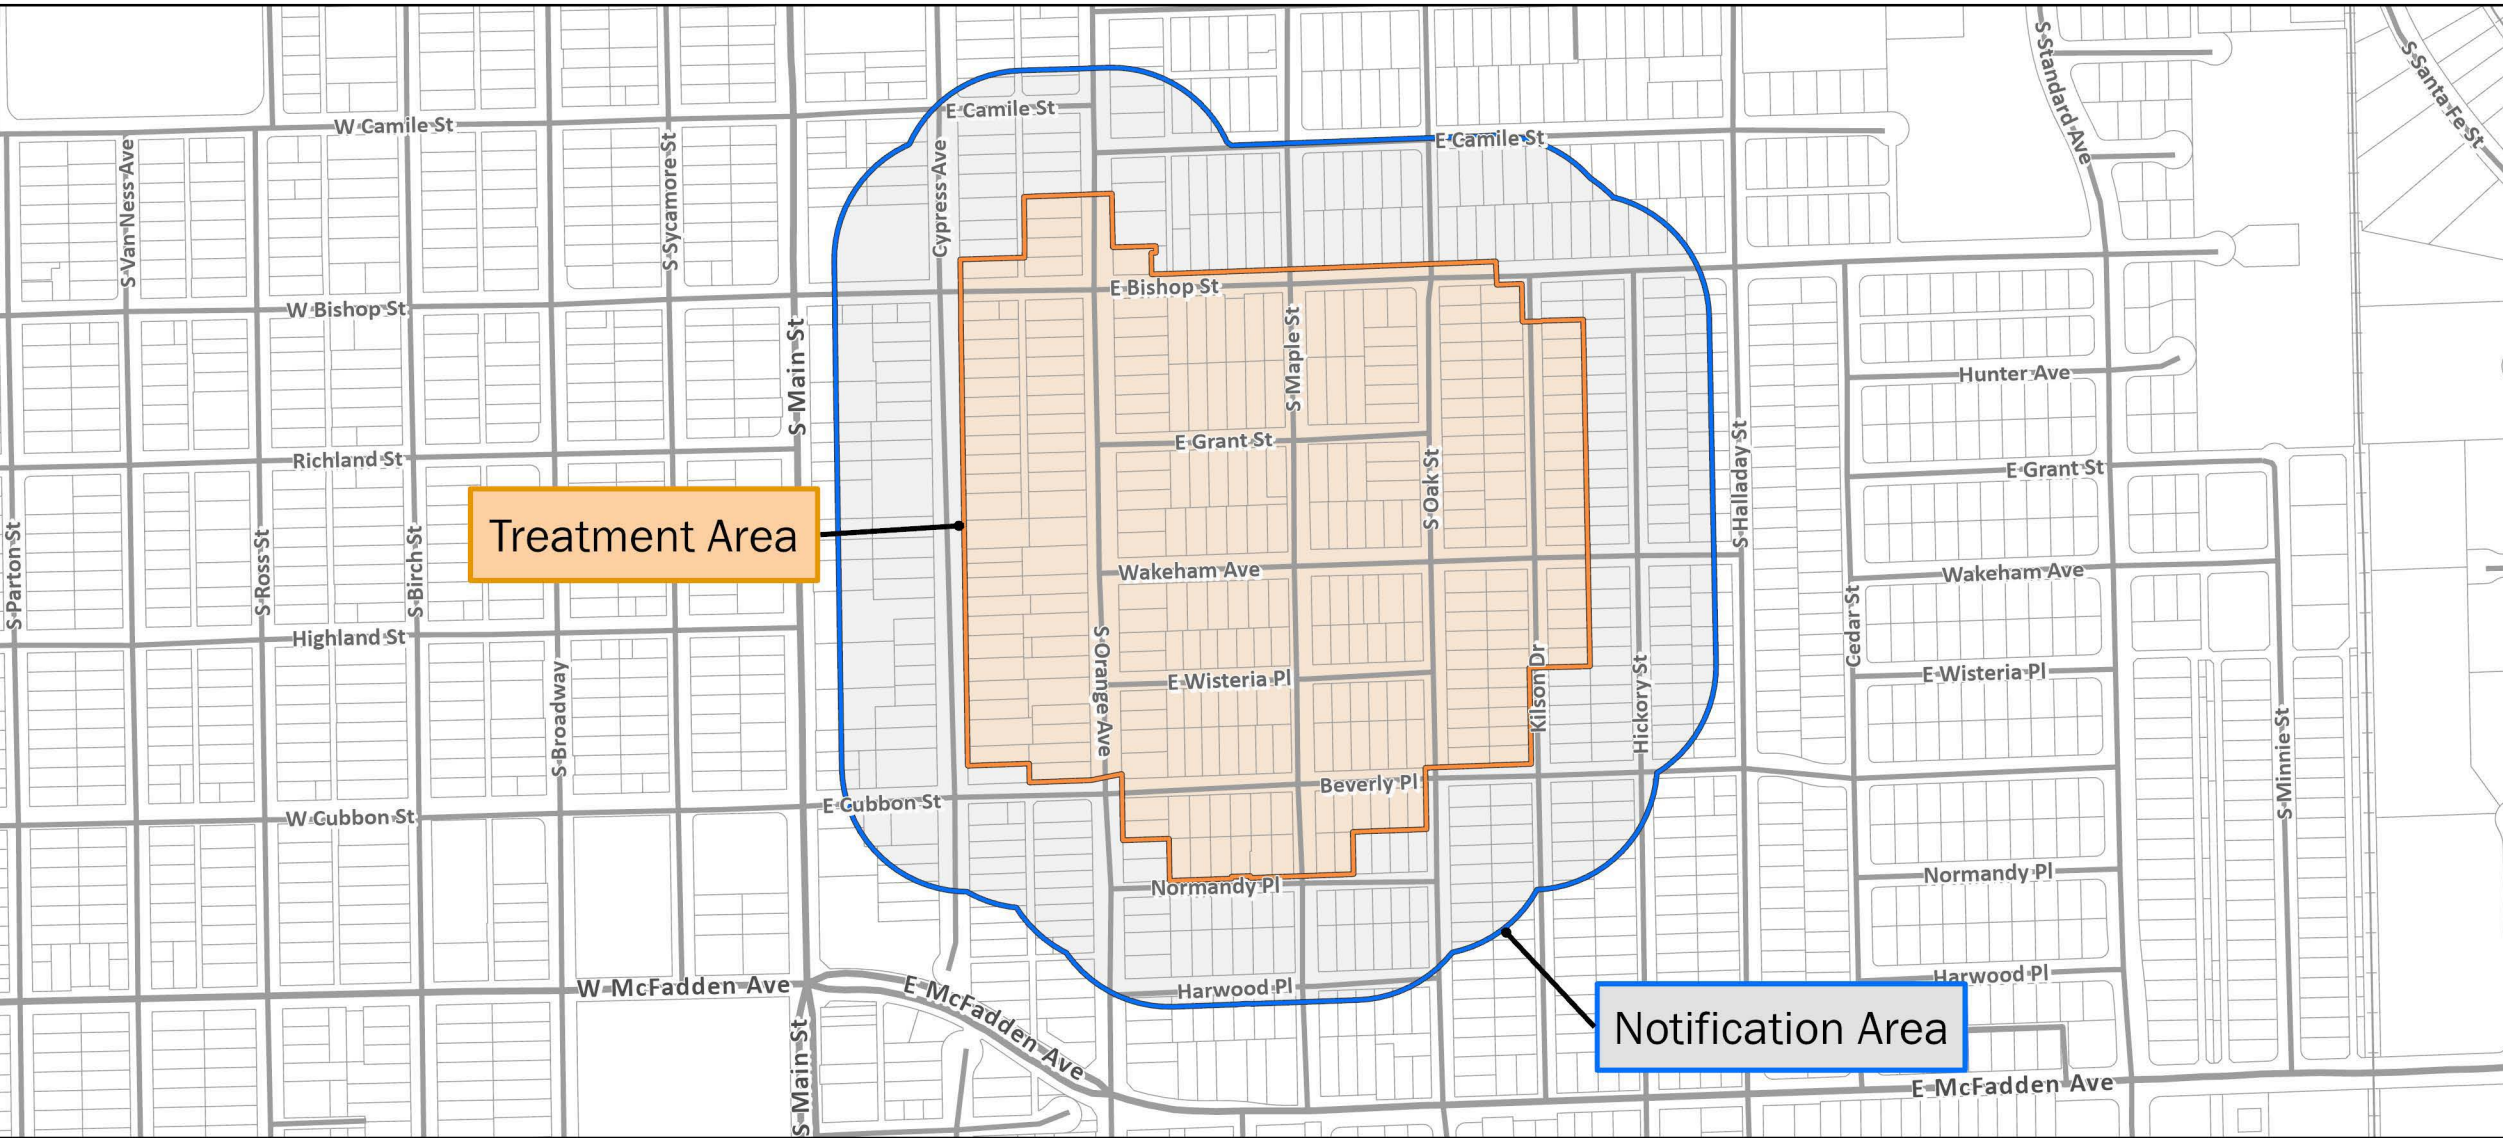 E Camile St
W Camile St
E Camile St
S Standard Ave
S Santa Fe St
S Van Ness Ave
S Sycamore St
Cypress Ave
W Bishop St
E Bishop St
S Main St
S Maple St
Hunter Ave
Richland St
E Grant St
E Grant St
S Oak St
S Halladay St
Treatment Area
S Parton St
S Ross St
S Birch St
Wakeham Ave
Wakeham Ave
Highland St
S Broadway
S Orange Ave
E Wisteria Pl
Kilson Dr
Hickory St
Cedar St
E Wisteria Pl
S Minnie St
W Cubbon St
E Cubbon St
Beverly Pl
Normandy Pl
Normandy Pl
W McFadden Ave
E McFadden Ave
Harwood Pl
Harwood Pl
Notification Area
S Main St
E McFadden Ave